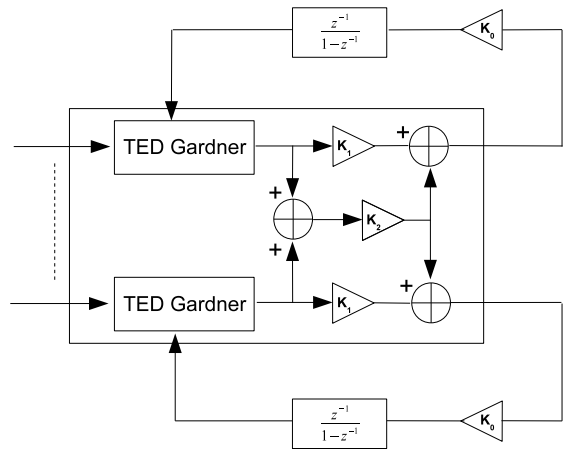 z⁻¹
1−z⁻¹
K₀
TED Gardner
K₁
+
+
K₂
+
TED Gardner
K₁
+
z⁻¹
1−z⁻¹
K₀